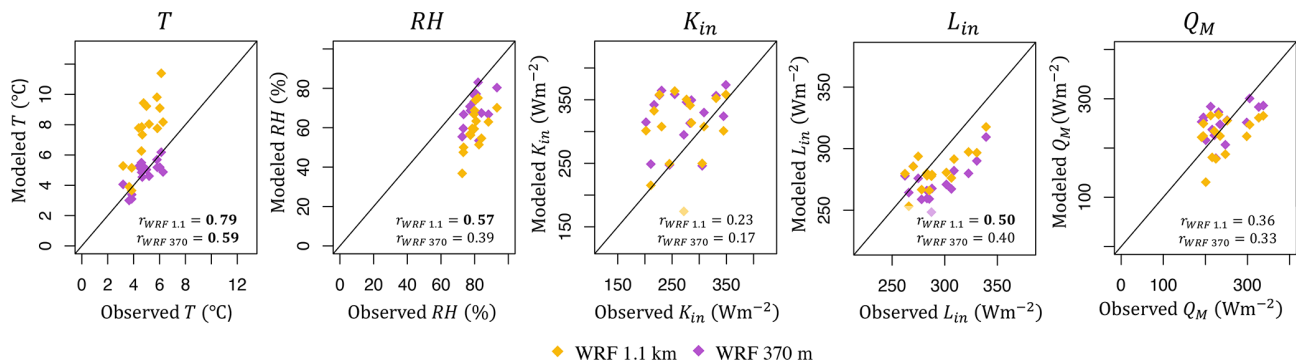 T
Modeled T (°C)
10
8
6
4
2
0
r_WRF 1.1 = 0.79
r_WRF 370 = 0.59
0 2 4 6 8 10 12
Observed T (°C)
RH
Modeled RH (%)
80
60
40
20
0
r_WRF 1.1 = 0.57
r_WRF 370 = 0.39
0 20 40 60 80
Observed RH (%)
K_in
Modeled K_in (Wm⁻²)
350
250
150
r_WRF 1.1 = 0.23
r_WRF 370 = 0.17
150 250 350
Observed K_in (Wm⁻²)
L_in
Modeled L_in (Wm⁻²)
350
300
250
r_WRF 1.1 = 0.50
r_WRF 370 = 0.40
250 300 350
Observed L_in (Wm⁻²)
Q_M
Modeled Q_M (Wm⁻²)
300
100
r_WRF 1.1 = 0.36
r_WRF 370 = 0.33
0 100 300
Observed Q_M (Wm⁻²)
WRF 1.1 km WRF 370 m